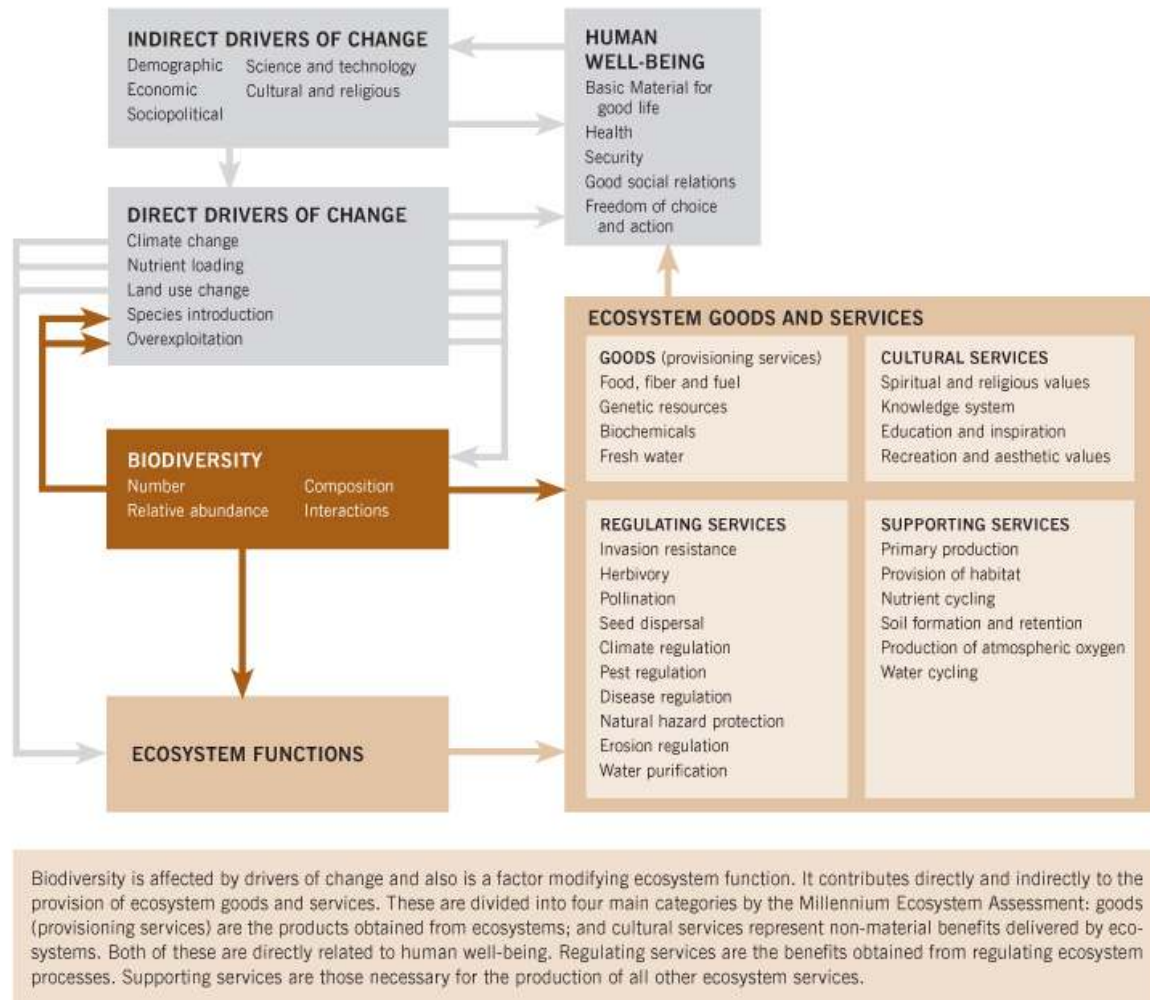 INDIRECT DRIVERS OF CHANGE
Demographic Science and technology
Economic Cultural and religious
Sociopolitical
HUMAN
WELL-BEING
Basic Material for
good life
Health
Security
Good social relations
Freedom of choice
and action
DIRECT DRIVERS OF CHANGE
Climate change
Nutrient loading
Land use change
Species introduction
Overexploitation
ECOSYSTEM GOODS AND SERVICES
GOODS (provisioning services)
Food, fiber and fuel
Genetic resources
Biochemicals
Fresh water
CULTURAL SERVICES
Spiritual and religious values
Knowledge system
Education and inspiration
Recreation and aesthetic values
BIODIVERSITY
Number Composition
Relative abundance Interactions
REGULATING SERVICES
Invasion resistance
Herbivory
Pollination
Seed dispersal
Climate regulation
Pest regulation
Disease regulation
Natural hazard protection
Erosion regulation
Water purification
SUPPORTING SERVICES
Primary production
Provision of habitat
Nutrient cycling
Soil formation and retention
Production of atmospheric oxygen
Water cycling
ECOSYSTEM FUNCTIONS
Biodiversity is affected by drivers of change and also is a factor modifying ecosystem function. It contributes directly and indirectly to the
provision of ecosystem goods and services. These are divided into four main categories by the Millennium Ecosystem Assessment: goods
(provisioning services) are the products obtained from ecosystems; and cultural services represent non-material benefits delivered by eco-
systems. Both of these are directly related to human well-being. Regulating services are the benefits obtained from regulating ecosystem
processes. Supporting services are those necessary for the production of all other ecosystem services.